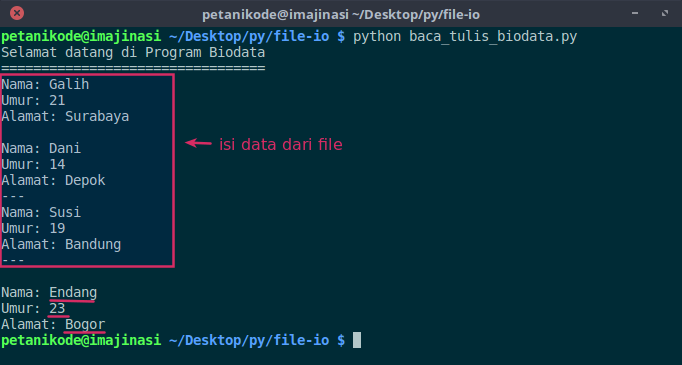 petanikode@imajinasi ~/Desktop/py/file-io
petanikode@imajinasi ~/Desktop/py/file-io $ python baca_tulis_biodata.py
Selamat datang di Program Biodata
=================================
Nama: Galih
Umur: 21
Alamat: Surabaya
isi data dari file
Nama: Dani
Umur: 14
Alamat: Depok
---
Nama: Susi
Umur: 19
Alamat: Bandung
---
Nama: Endang
Umur: 23
Alamat: Bogor
petanikode@imajinasi ~/Desktop/py/file-io $